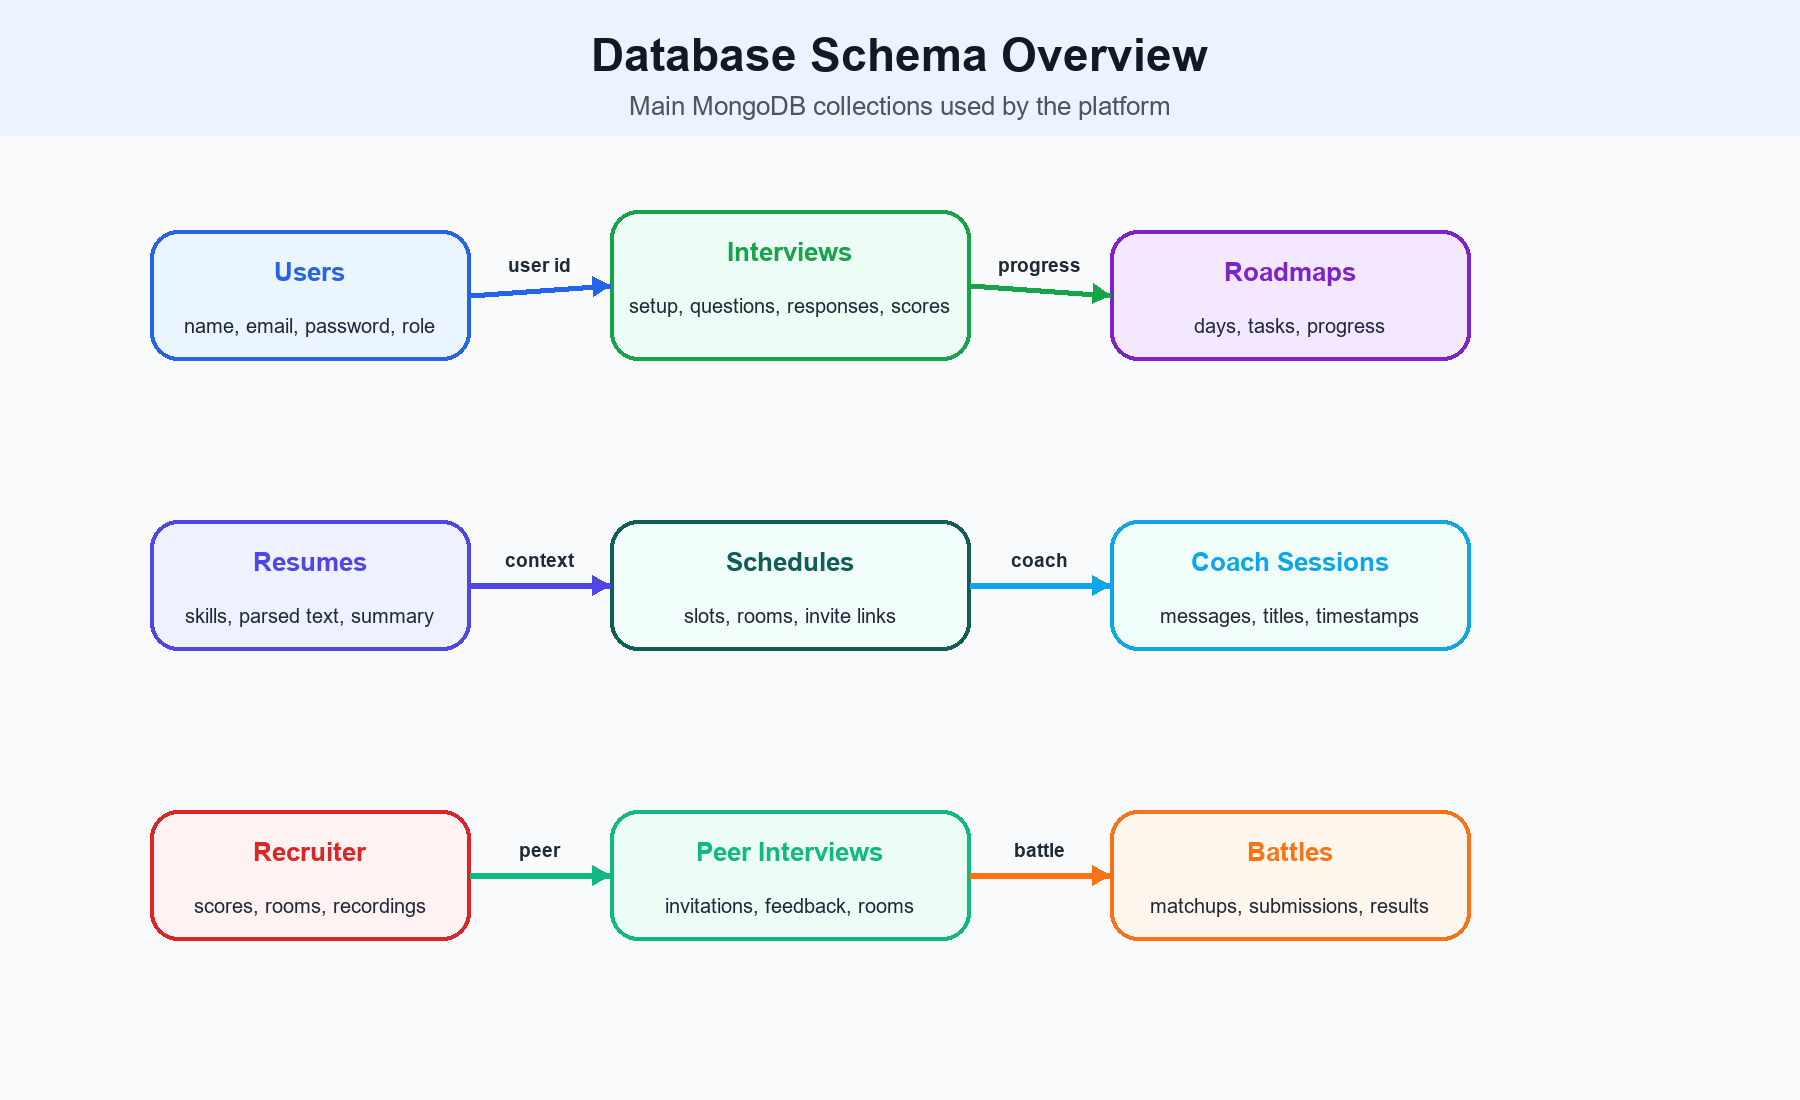 Database Schema Overview
Main MongoDB collections used by the platform
Users
name, email, password, role
user id
Interviews
setup, questions, responses, scores
progress
Roadmaps
days, tasks, progress
Resumes
skills, parsed text, summary
context
Schedules
slots, rooms, invite links
coach
Coach Sessions
messages, titles, timestamps
Recruiter
scores, rooms, recordings
peer
Peer Interviews
invitations, feedback, rooms
battle
Battles
matchups, submissions, results